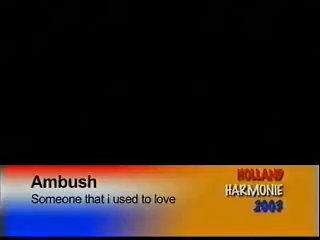 Ambush
Someone that i used to love
HOLLAND
HARMONIE
2003